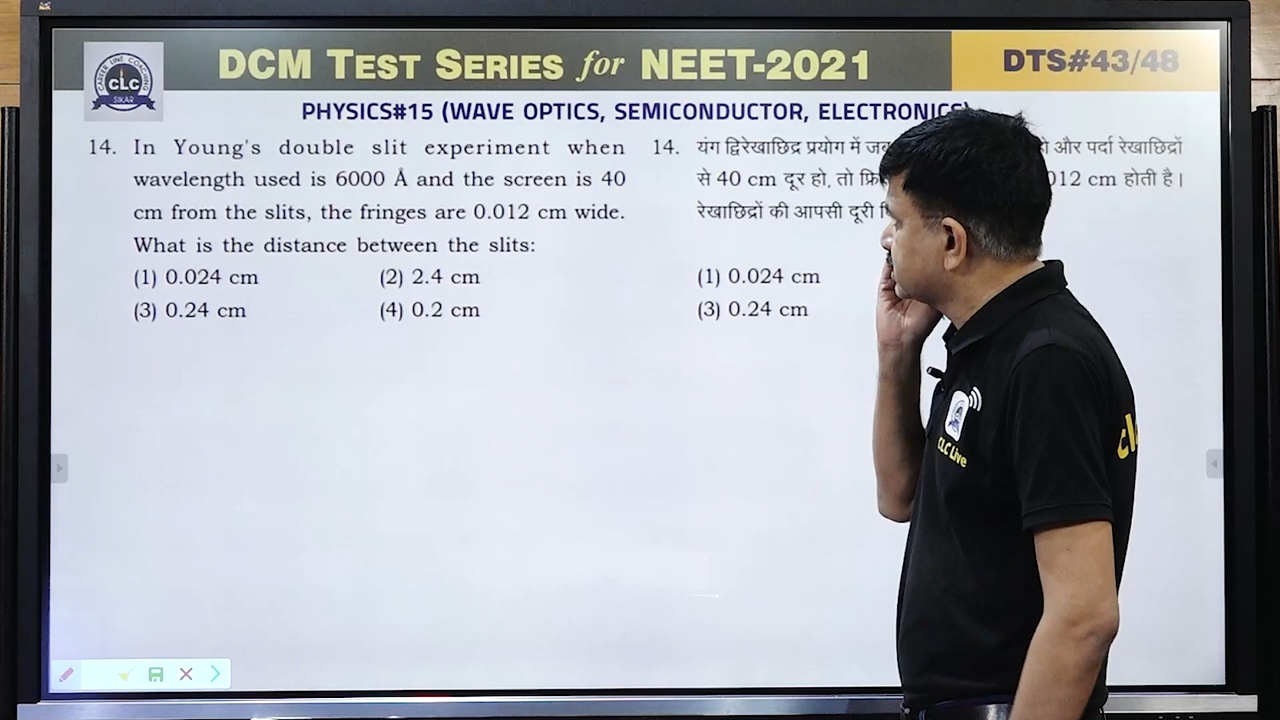 DCM TEST SERIES for NEET-2021
DTS#43/48
CAREER LINE COACHING
CLC
SIKAR
PHYSICS#15 (WAVE OPTICS, SEMICONDUCTOR, ELECTRONICS)
14. In Young's double slit experiment when
wavelength used is 6000 Å and the screen is 40
cm from the slits, the fringes are 0.012 cm wide.
What is the distance between the slits:
(1) 0.024 cm (2) 2.4 cm
(3) 0.24 cm (4) 0.2 cm
14. यंग द्विरेखाछिद्र प्रयोग में हो और पर्दा रेखाछिद्रों
से 40 cm दूर हो, तो 012 cm होती है।
रेखाछिद्रों की आपसी दूरी
(1) 0.024 cm
(3) 0.24 cm
CLC Live